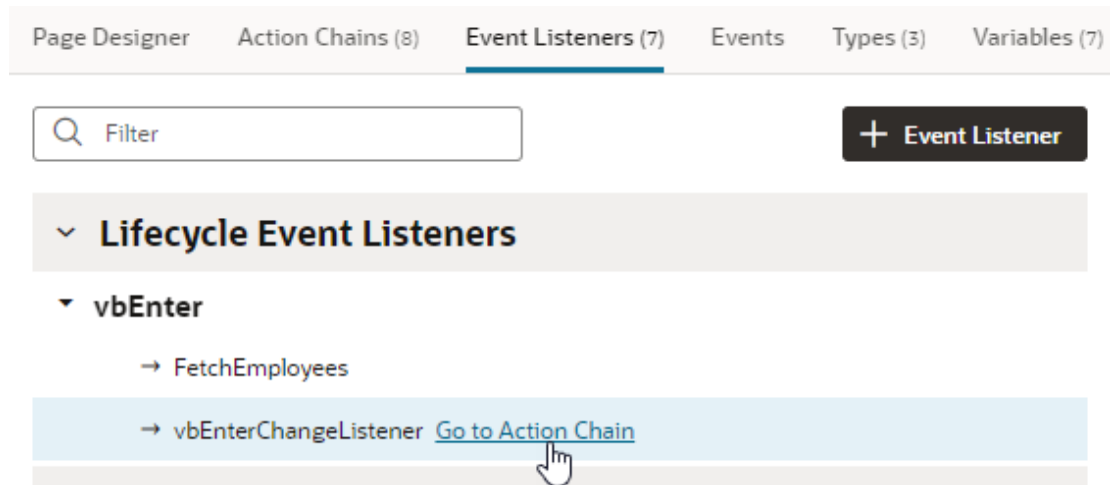 Page Designer Action Chains (8) Event Listeners (7) Events Types (3) Variables (7)
Filter
+ Event Listener
Lifecycle Event Listeners
vbEnter
→ FetchEmployees
→ vbEnterChangeListener Go to Action Chain